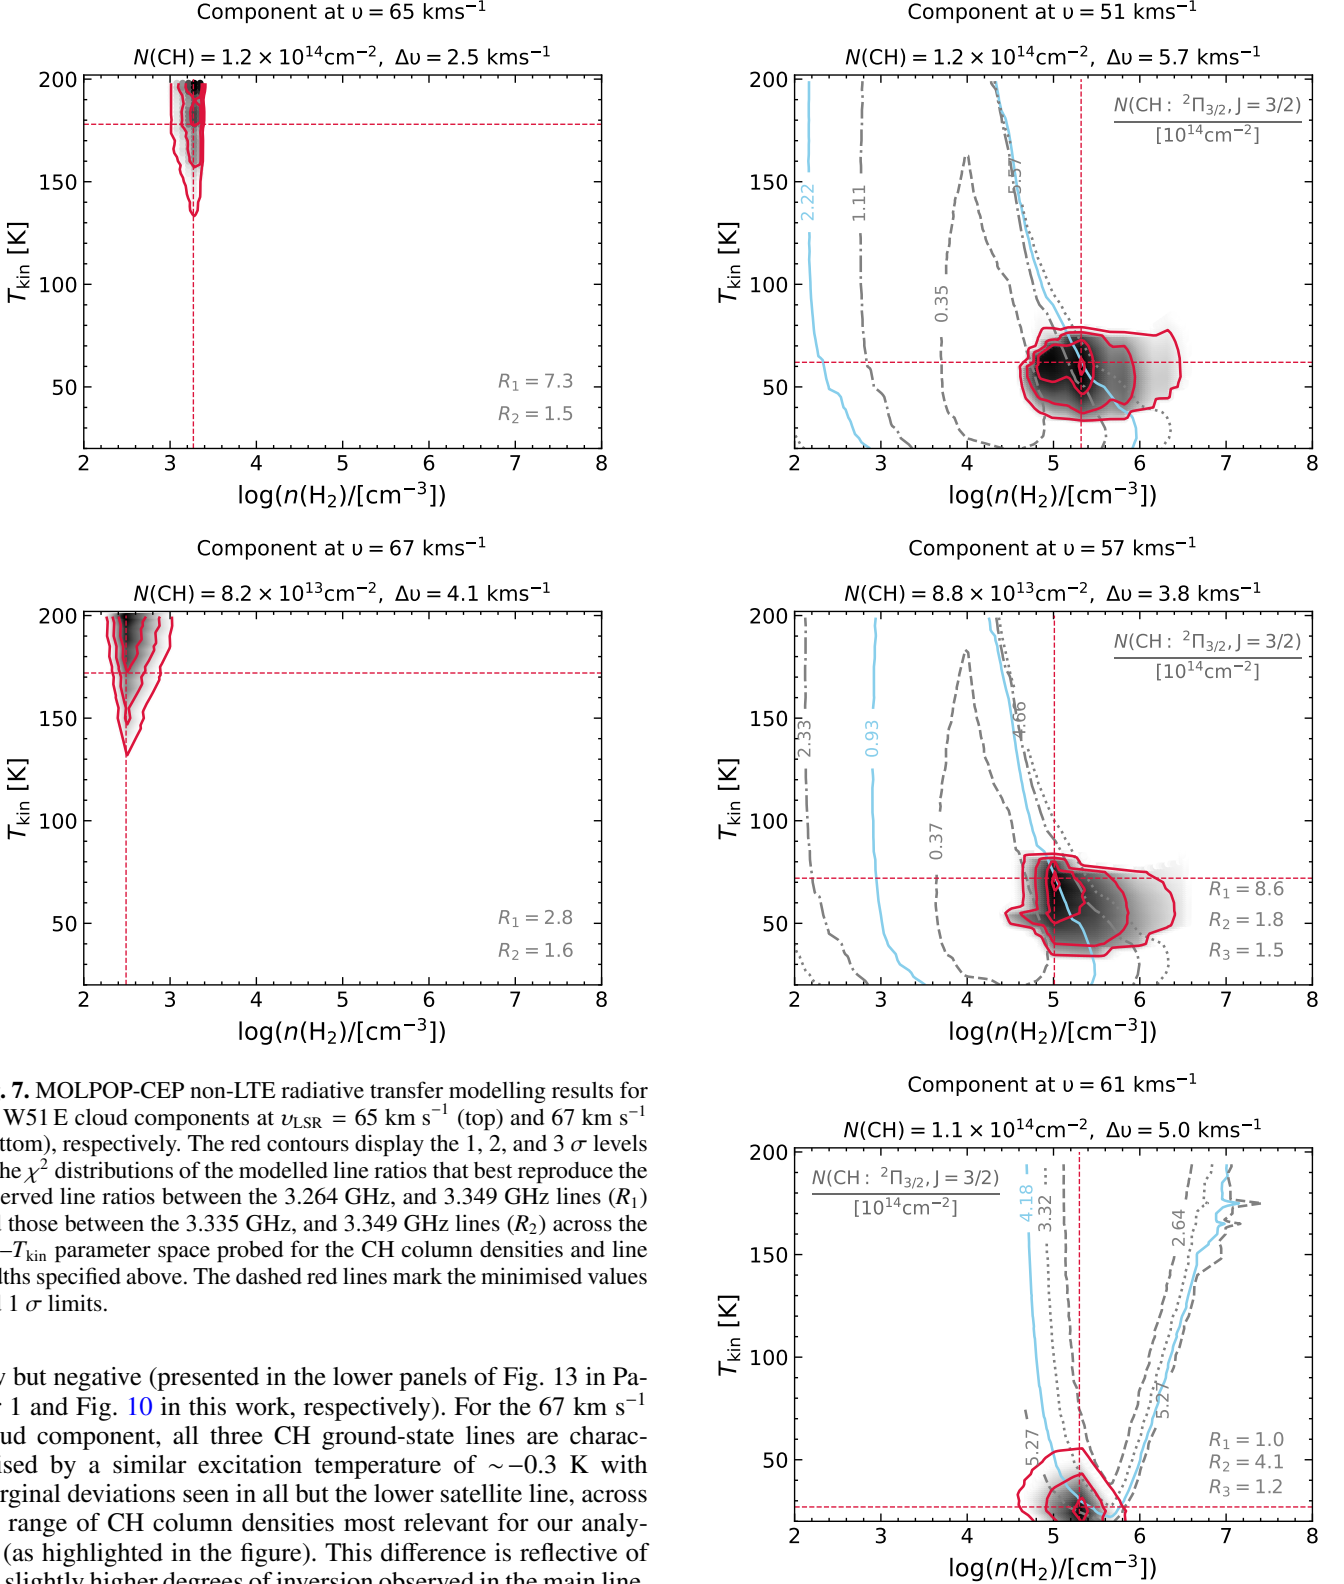 Component at υ = 65 kms⁻¹
N(CH) = 1.2 × 10¹⁴cm⁻², Δυ = 2.5 kms⁻¹
200
150
100
50
T_kin [K]
R₁ = 7.3
R₂ = 1.5
2 3 4 5 6 7 8
log(n(H₂)/[cm⁻³])
Component at υ = 67 kms⁻¹
N(CH) = 8.2 × 10¹³cm⁻², Δυ = 4.1 kms⁻¹
200
150
100
50
T_kin [K]
R₁ = 2.8
R₂ = 1.6
2 3 4 5 6 7 8
log(n(H₂)/[cm⁻³])
. 7. MOLPOP-CEP non-LTE radiative transfer modelling results for
W51 E cloud components at υ_LSR = 65 km s⁻¹ (top) and 67 km s⁻¹
ttom), respectively. The red contours display the 1, 2, and 3 σ levels
he χ² distributions of the modelled line ratios that best reproduce the
erved line ratios between the 3.264 GHz, and 3.349 GHz lines (R₁)
those between the 3.335 GHz, and 3.349 GHz lines (R₂) across the
–T_kin parameter space probed for the CH column densities and line
ths specified above. The dashed red lines mark the minimised values
1 σ limits.
y but negative (presented in the lower panels of Fig. 13 in Pa-
r 1 and Fig. 10 in this work, respectively). For the 67 km s⁻¹
ud component, all three CH ground-state lines are charac-
ised by a similar excitation temperature of ∼−0.3 K with
rginal deviations seen in all but the lower satellite line, across
range of CH column densities most relevant for our analy-
(as highlighted in the figure). This difference is reflective of
slightly higher degrees of inversion observed in the main line
Component at υ = 51 kms⁻¹
N(CH) = 1.2 × 10¹⁴cm⁻², Δυ = 5.7 kms⁻¹
N(CH: ²Π₃/₂, J = 3/2)
[10¹⁴cm⁻²]
200
150
100
50
T_kin [K]
2.22
1.11
0.35
5.57
2 3 4 5 6 7 8
log(n(H₂)/[cm⁻³])
Component at υ = 57 kms⁻¹
N(CH) = 8.8 × 10¹³cm⁻², Δυ = 3.8 kms⁻¹
N(CH: ²Π₃/₂, J = 3/2)
[10¹⁴cm⁻²]
200
150
100
50
T_kin [K]
2.33
0.93
0.37
4.66
R₁ = 8.6
R₂ = 1.8
R₃ = 1.5
2 3 4 5 6 7 8
log(n(H₂)/[cm⁻³])
Component at υ = 61 kms⁻¹
N(CH) = 1.1 × 10¹⁴cm⁻², Δυ = 5.0 kms⁻¹
N(CH: ²Π₃/₂, J = 3/2)
[10¹⁴cm⁻²]
200
150
100
50
T_kin [K]
4.18
3.32
2.64
5.27
5.27
R₁ = 1.0
R₂ = 4.1
R₃ = 1.2
2 3 4 5 6 7 8
log(n(H₂)/[cm⁻³])